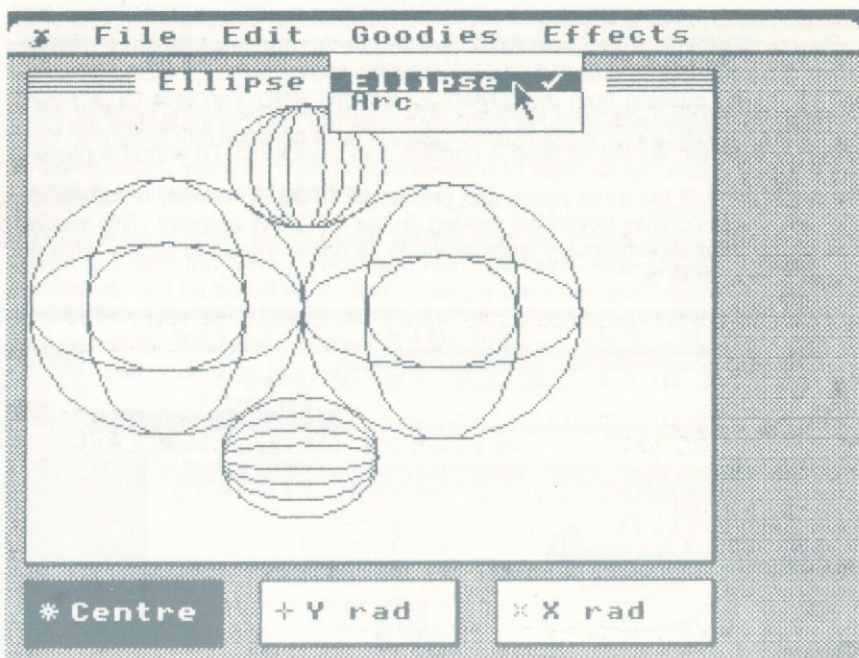 File Edit Goodies Effects
Ellipse
Ellipse ✓
Arc
* Centre
+ Y rad
× X rad